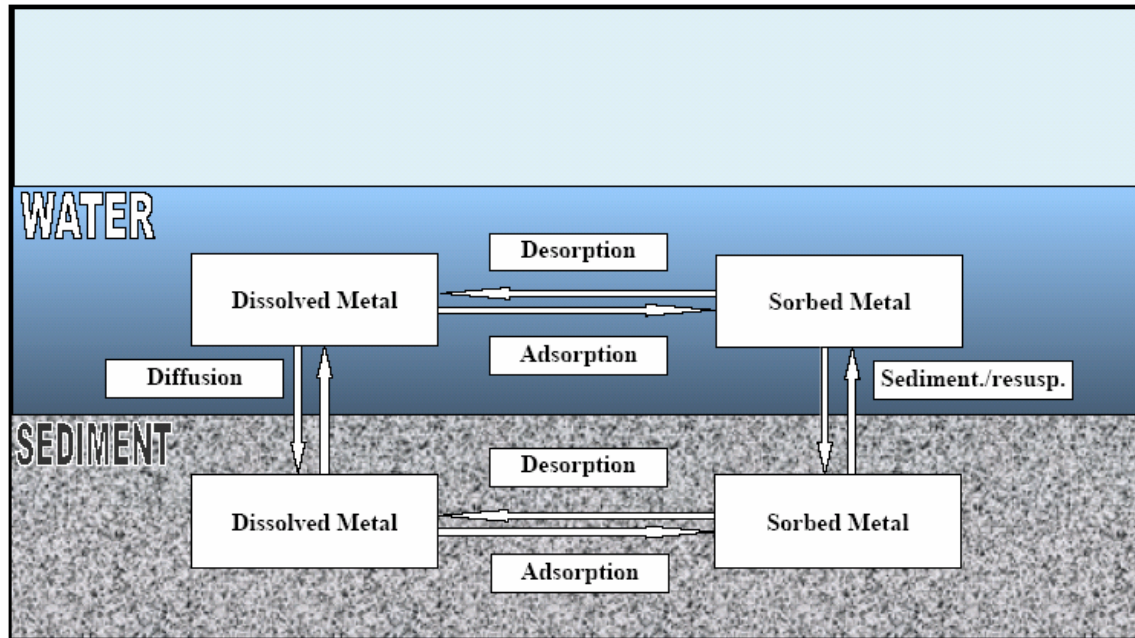 WATER
Desorption
Dissolved Metal
Sorbed Metal
Adsorption
Diffusion
Sediment./resusp.
SEDIMENT
Desorption
Dissolved Metal
Sorbed Metal
Adsorption